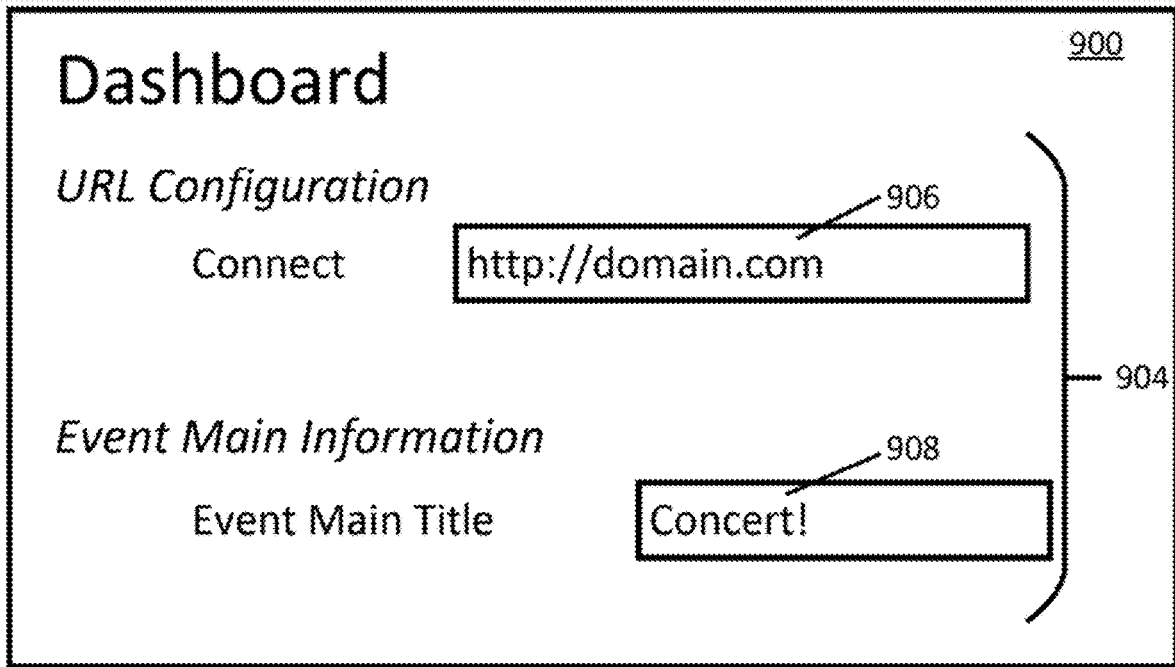 900
Dashboard
URL Configuration
906
Connect http://domain.com
904
Event Main Information
908
Event Main Title Concert!